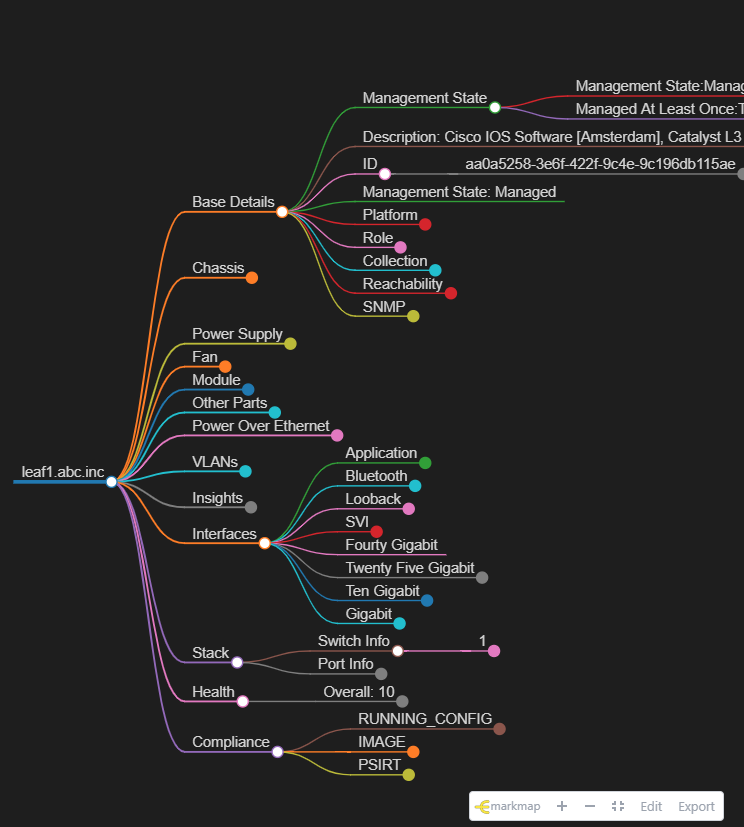 leaf1.abc.inc
Base Details
Management State
Management State:Manag
Managed At Least Once:T
Description: Cisco IOS Software [Amsterdam], Catalyst L3
ID
aa0a5258-3e6f-422f-9c4e-9c196db115ae
Management State: Managed
Platform
Role
Collection
Reachability
SNMP
Chassis
Power Supply
Fan
Module
Other Parts
Power Over Ethernet
VLANs
Insights
Interfaces
Application
Bluetooth
Looback
SVI
Fourty Gigabit
Twenty Five Gigabit
Ten Gigabit
Gigabit
Stack
Switch Info
1
Port Info
Health
Overall: 10
Compliance
RUNNING_CONFIG
IMAGE
PSIRT
markmap + − Edit Export